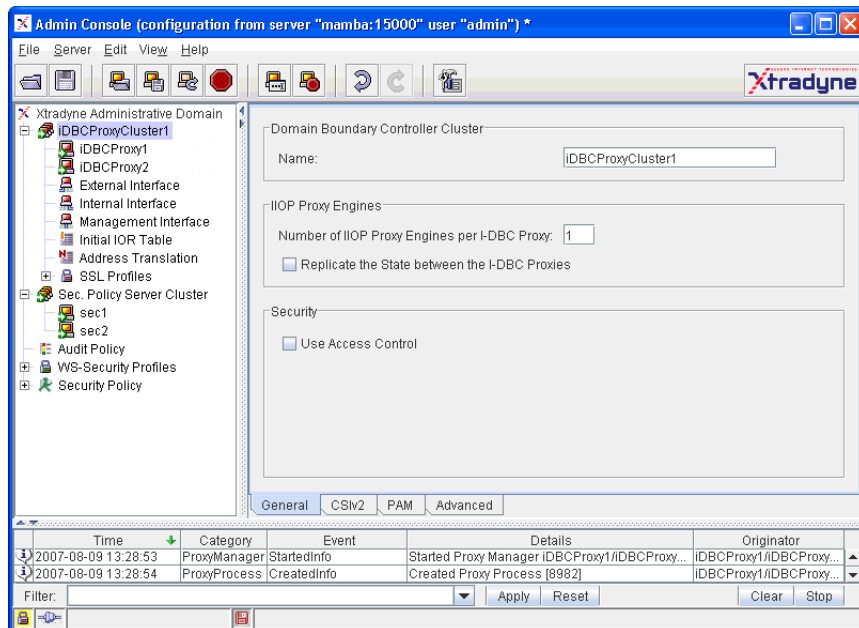 Admin Console (configuration from server "mamba:15000" user "admin") *
File Server Edit View Help
Xtradyne
Xtradyne Administrative Domain
iDBCProxyCluster1
iDBCProxy1
iDBCProxy2
External Interface
Internal Interface
Management Interface
Initial IOR Table
Address Translation
SSL Profiles
Sec. Policy Server Cluster
sec1
sec2
Audit Policy
WS-Security Profiles
Security Policy
Domain Boundary Controller Cluster
Name: iDBCProxyCluster1
IIOP Proxy Engines
Number of IIOP Proxy Engines per I-DBC Proxy: 1
Replicate the State between the I-DBC Proxies
Security
Use Access Control
General CSIv2 PAM Advanced
Time Category Event Details Originator
2007-08-09 13:28:53 ProxyManager StartedInfo Started Proxy Manager iDBCProxy1/iDBCProxy... iDBCProxy1/iDBCProxy...
2007-08-09 13:28:54 ProxyProcess CreatedInfo Created Proxy Process [8982] iDBCProxy1/iDBCProxy...
Filter: Apply Reset Clear Stop